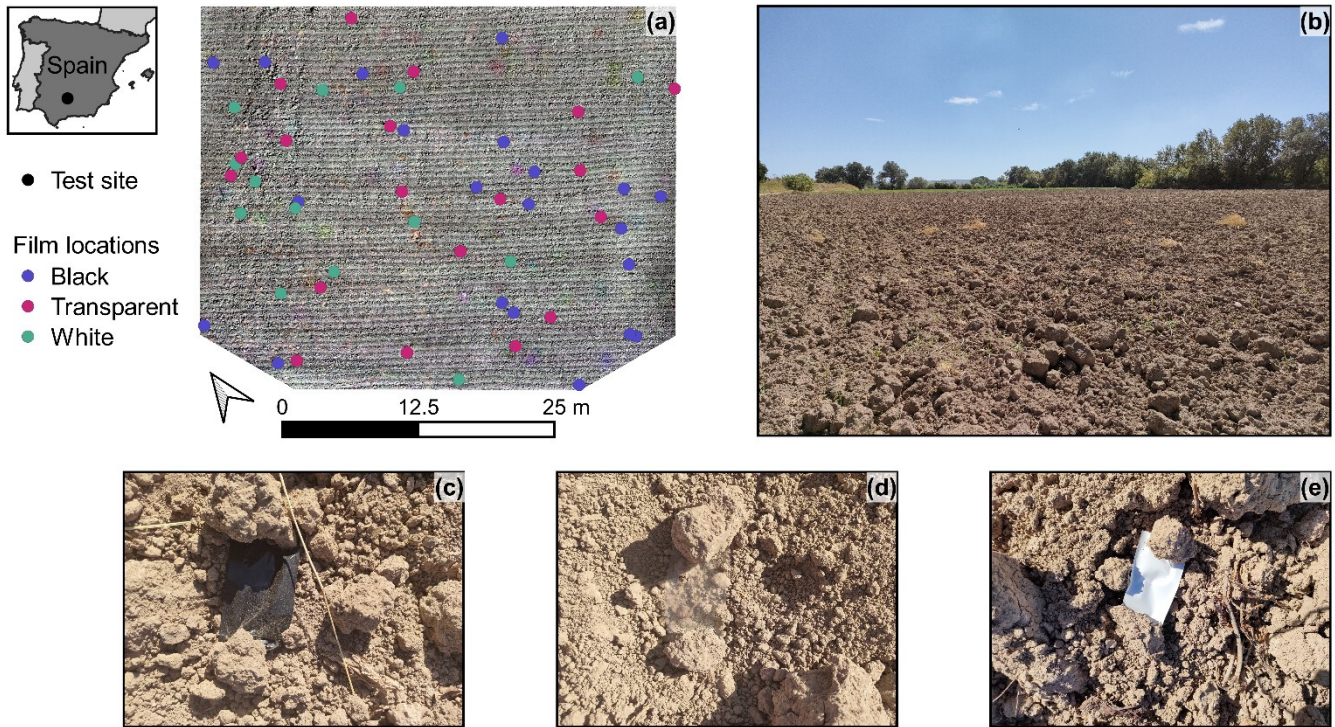 Spain
Test site
Film locations
Black
Transparent
White
(a)
0 12.5 25 m
(b)
(c)
(d)
(e)